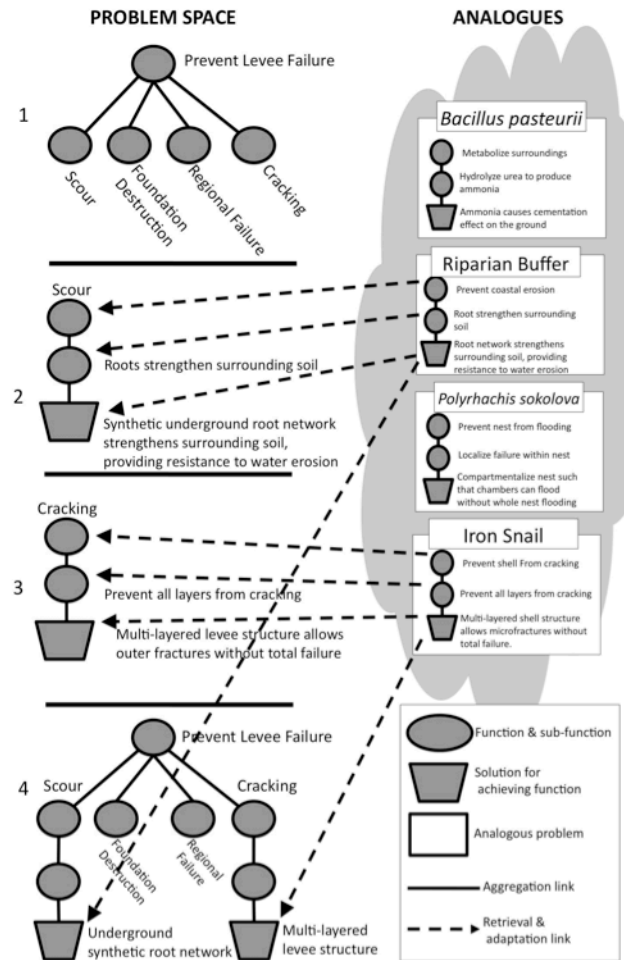 PROBLEM SPACE
ANALOGUES
Prevent Levee Failure
1
Scour
Foundation
Destruction
Regional Failure
Cracking
Bacillus pasteurii
Metabolize surroundings
Hydrolyze urea to produce
ammonia
Ammonia causes cementation
effect on the ground
Riparian Buffer
Prevent coastal erosion
Root strengthen surrounding
soil
Root network strengthens
surrounding soil, providing
resistance to water erosion
Scour
Roots strengthen surrounding soil
2
Synthetic underground root network
strengthens surrounding soil,
providing resistance to water erosion
Polyrhachis sokolova
Prevent nest from flooding
Localize failure within nest
Compartmentalize nest such
that chambers can flood
without whole nest flooding
Cracking
3
Prevent all layers from cracking
Multi-layered levee structure allows
outer fractures without total failure
Iron Snail
Prevent shell From cracking
Prevent all layers from cracking
Multi-layered shell structure
allows microfractures without
total failure.
Prevent Levee Failure
4
Scour
Cracking
Foundation
Destruction
Regional
Failure
Underground
synthetic root network
Multi-layered
levee structure
Function & sub-function
Solution for
achieving function
Analogous problem
Aggregation link
Retrieval &
adaptation link